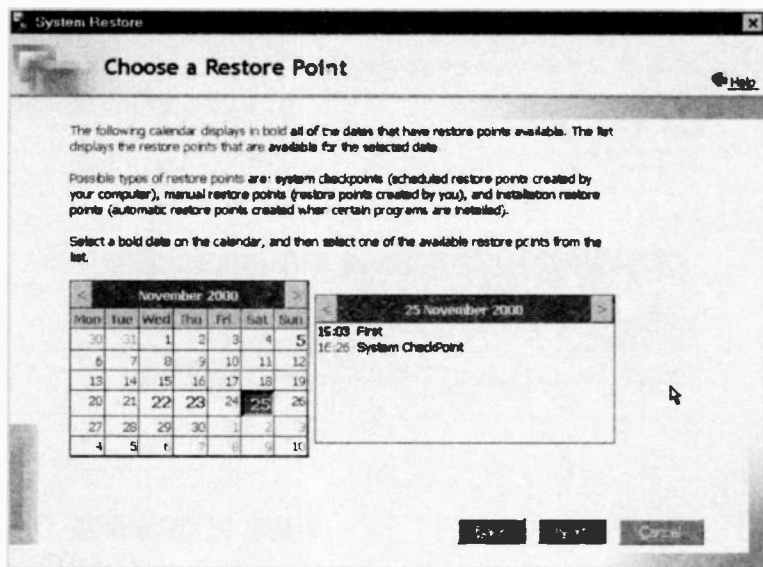 System Restore
Choose a Restore Point
Help
The following calendar displays in bold all of the dates that have restore points available. The list
displays the restore points that are available for the selected date.
Possible types of restore points are: system checkpoints (scheduled restore points created by
your computer), manual restore points (restore points created by you), and installation restore
points (automatic restore points created when certain programs are installed).
Select a bold date on the calendar, and then select one of the available restore points from the
list.
< November 2000 >
Mon Tue Wed Thu Fri Sat Sun
30 31 1 2 3 4 5
6 7 8 9 10 11 12
13 14 15 16 17 18 19
20 21 22 23 24 25 26
27 28 29 30 1 2 3
4 5 6 7 8 9 10
< 25 November 2000 >
15:03 First
16:26 System CheckPoint
Cancel